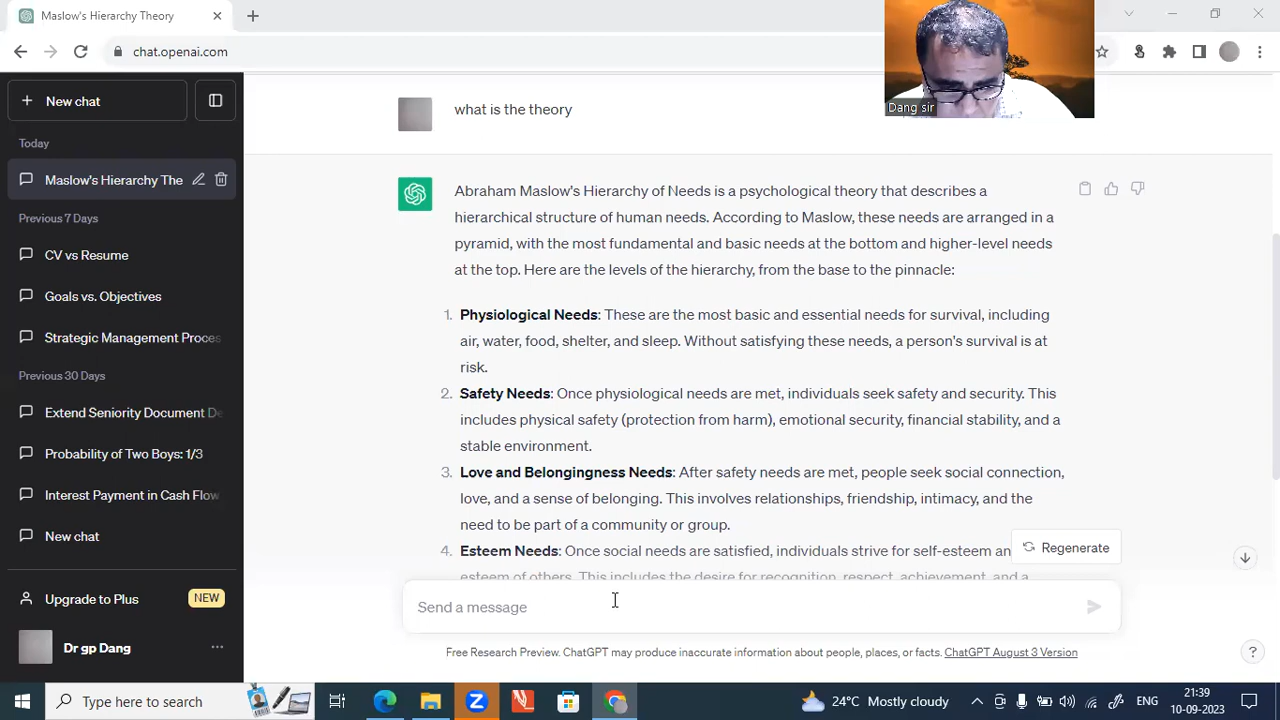 Maslow's Hierarchy Theory
chat.openai.com
Dang sir
New chat
Today
Maslow's Hierarchy The
Previous 7 Days
CV vs Resume
Goals vs. Objectives
Strategic Management Proces
Previous 30 Days
Extend Seniority Document De
Probability of Two Boys: 1/3
Interest Payment in Cash Flow
New chat
Upgrade to Plus
NEW
Dr gp Dang
what is the theory
Abraham Maslow's Hierarchy of Needs is a psychological theory that describes a
hierarchical structure of human needs. According to Maslow, these needs are arranged in a
pyramid, with the most fundamental and basic needs at the bottom and higher-level needs
at the top. Here are the levels of the hierarchy, from the base to the pinnacle:
1. Physiological Needs: These are the most basic and essential needs for survival, including
air, water, food, shelter, and sleep. Without satisfying these needs, a person's survival is at
risk.
2. Safety Needs: Once physiological needs are met, individuals seek safety and security. This
includes physical safety (protection from harm), emotional security, financial stability, and a
stable environment.
3. Love and Belongingness Needs: After safety needs are met, people seek social connection,
love, and a sense of belonging. This involves relationships, friendship, intimacy, and the
need to be part of a community or group.
4. Esteem Needs: Once social needs are satisfied, individuals strive for self-esteem an
esteem of others. This includes the desire for recognition, respect, achievement, and a
Regenerate
Send a message
Free Research Preview. ChatGPT may produce inaccurate information about people, places, or facts. ChatGPT August 3 Version
?
Type here to search
24°C Mostly cloudy
ENG
21:39
10-09-2023